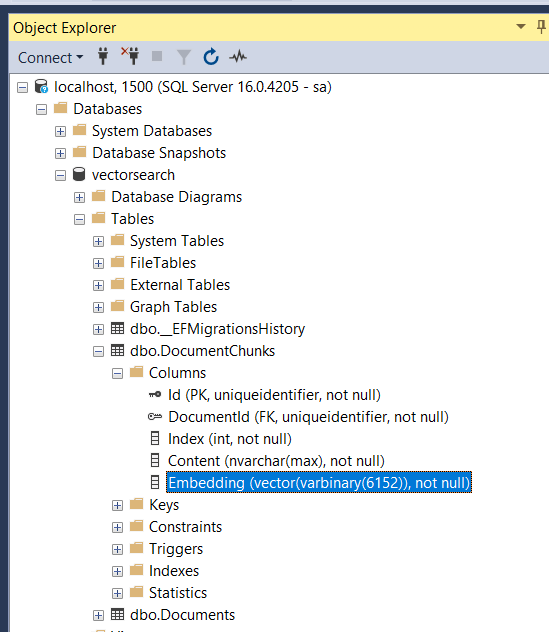 Object Explorer
Connect
localhost, 1500 (SQL Server 16.0.4205 - sa)
Databases
System Databases
Database Snapshots
vectorsearch
Database Diagrams
Tables
System Tables
FileTables
External Tables
Graph Tables
dbo.__EFMigrationsHistory
dbo.DocumentChunks
Columns
Id (PK, uniqueidentifier, not null)
DocumentId (FK, uniqueidentifier, not null)
Index (int, not null)
Content (nvarchar(max), not null)
Embedding (vector(varbinary(6152)), not null)
Keys
Constraints
Triggers
Indexes
Statistics
dbo.Documents